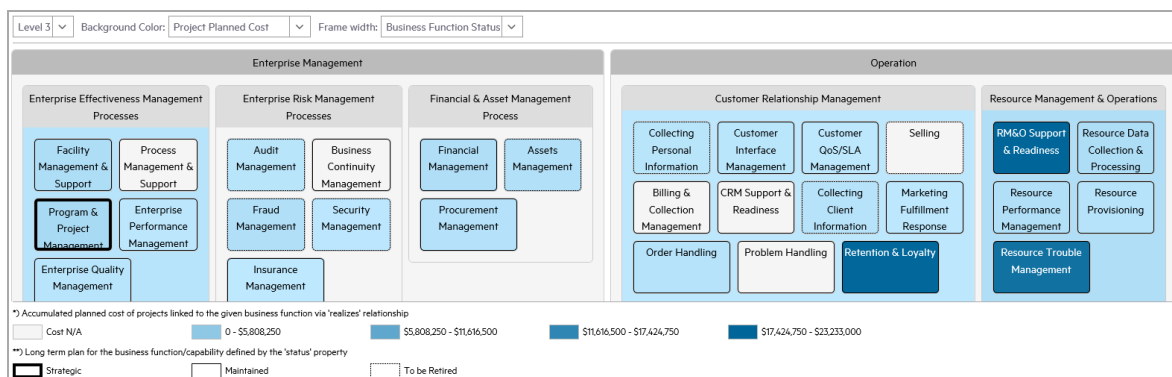 Level 3 Background Color: Project Planned Cost Frame width: Business Function Status
Enterprise Management
Operation
Enterprise Effectiveness Management
Processes
Enterprise Risk Management
Processes
Financial & Asset Management
Process
Customer Relationship Management
Resource Management & Operations
Facility
Management &
Support
Process
Management &
Support
Audit
Management
Business
Continuity
Management
Financial
Management
Assets
Management
Collecting
Personal
Information
Customer
Interface
Management
Customer
QoS/SLA
Management
Selling
RM&O Support
& Readiness
Resource Data
Collection &
Processing
Program &
Project
Management
Enterprise
Performance
Management
Fraud
Management
Security
Management
Procurement
Management
Billing &
Collection
Management
CRM Support &
Readiness
Collecting
Client
Information
Marketing
Fulfillment
Response
Resource
Performance
Management
Resource
Provisioning
Enterprise Quality
Management
Insurance
Management
Order Handling
Problem Handling
Retention & Loyalty
Resource Trouble
Management
*) Accumulated planned cost of projects linked to the given business function via 'realizes' relationship
Cost N/A
0 - $5,808,250
$5,808,250 - $11,616,500
$11,616,500 - $17,424,750
$17,424,750 - $23,233,000
**) Long term plan for the business function/capability defined by the 'status' property
Strategic
Maintained
To be Retired